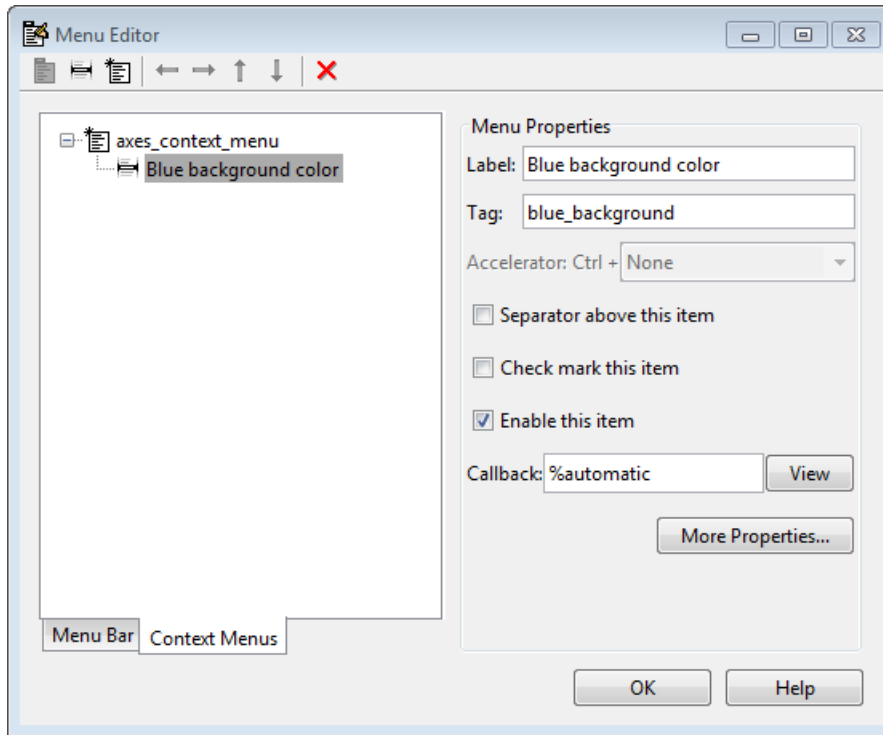 Menu Editor
axes_context_menu
Blue background color
Menu Bar
Context Menus
Menu Properties
Label: Blue background color
Tag: blue_background
Accelerator: Ctrl + None
Separator above this item
Check mark this item
Enable this item
Callback: %automatic View
More Properties...
OK Help